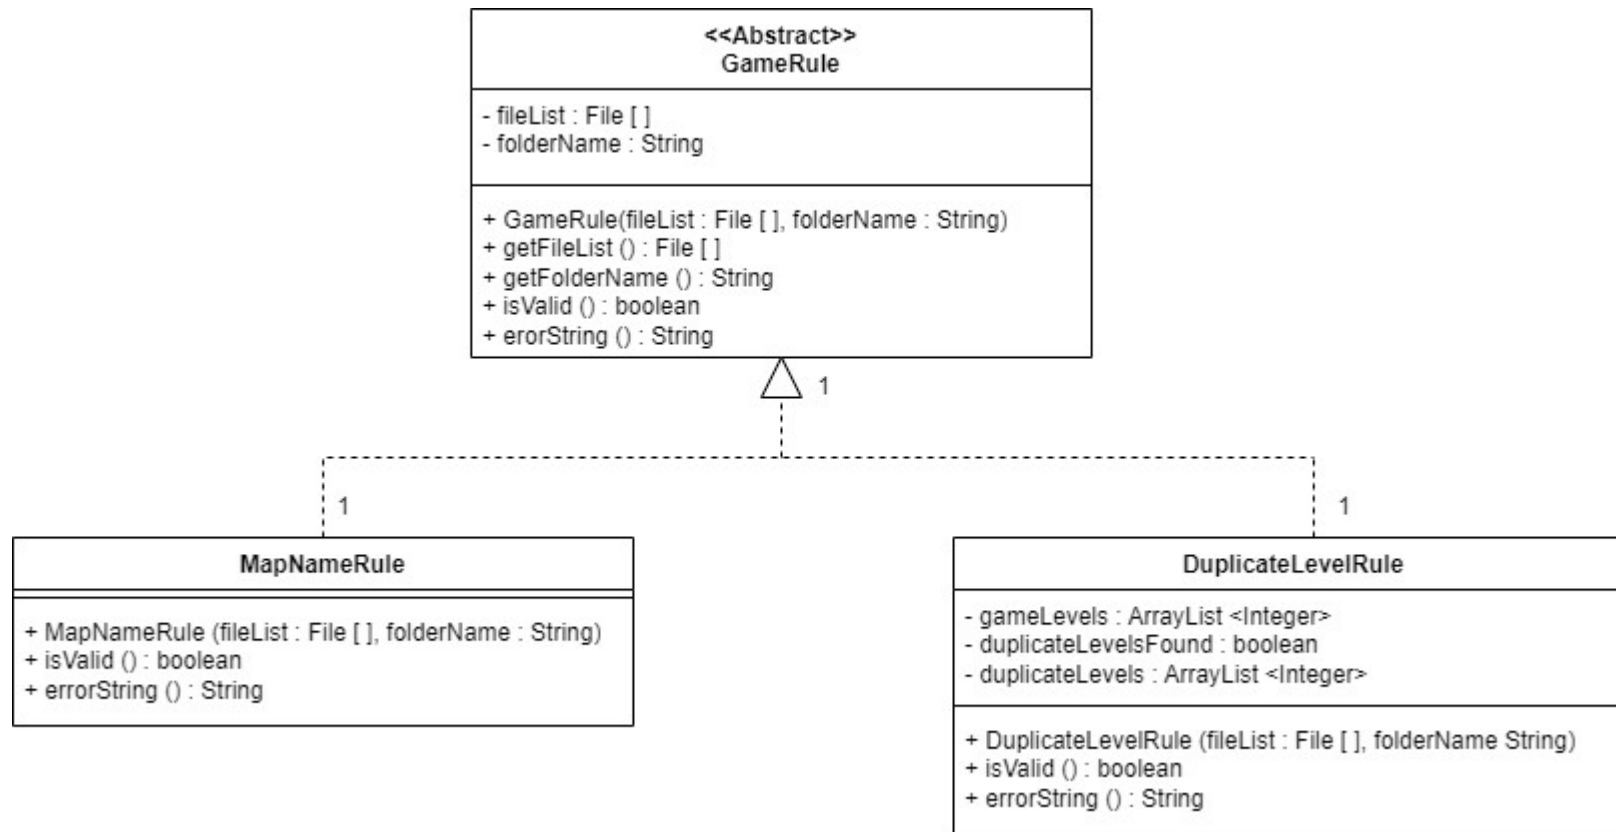 <<Abstract>>
GameRule
- fileList : File [ ]
- folderName : String
+ GameRule(fileList : File [ ], folderName : String)
+ getFileList () : File [ ]
+ getFolderName () : String
+ isValid () : boolean
+ erorString () : String
1
1
1
MapNameRule
+ MapNameRule (fileList : File [ ], folderName : String)
+ isValid () : boolean
+ errorString () : String
DuplicateLevelRule
- gameLevels : ArrayList <Integer>
- duplicateLevelsFound : boolean
- duplicateLevels : ArrayList <Integer>
+ DuplicateLevelRule (fileList : File [ ], folderName String)
+ isValid () : boolean
+ errorString () : String